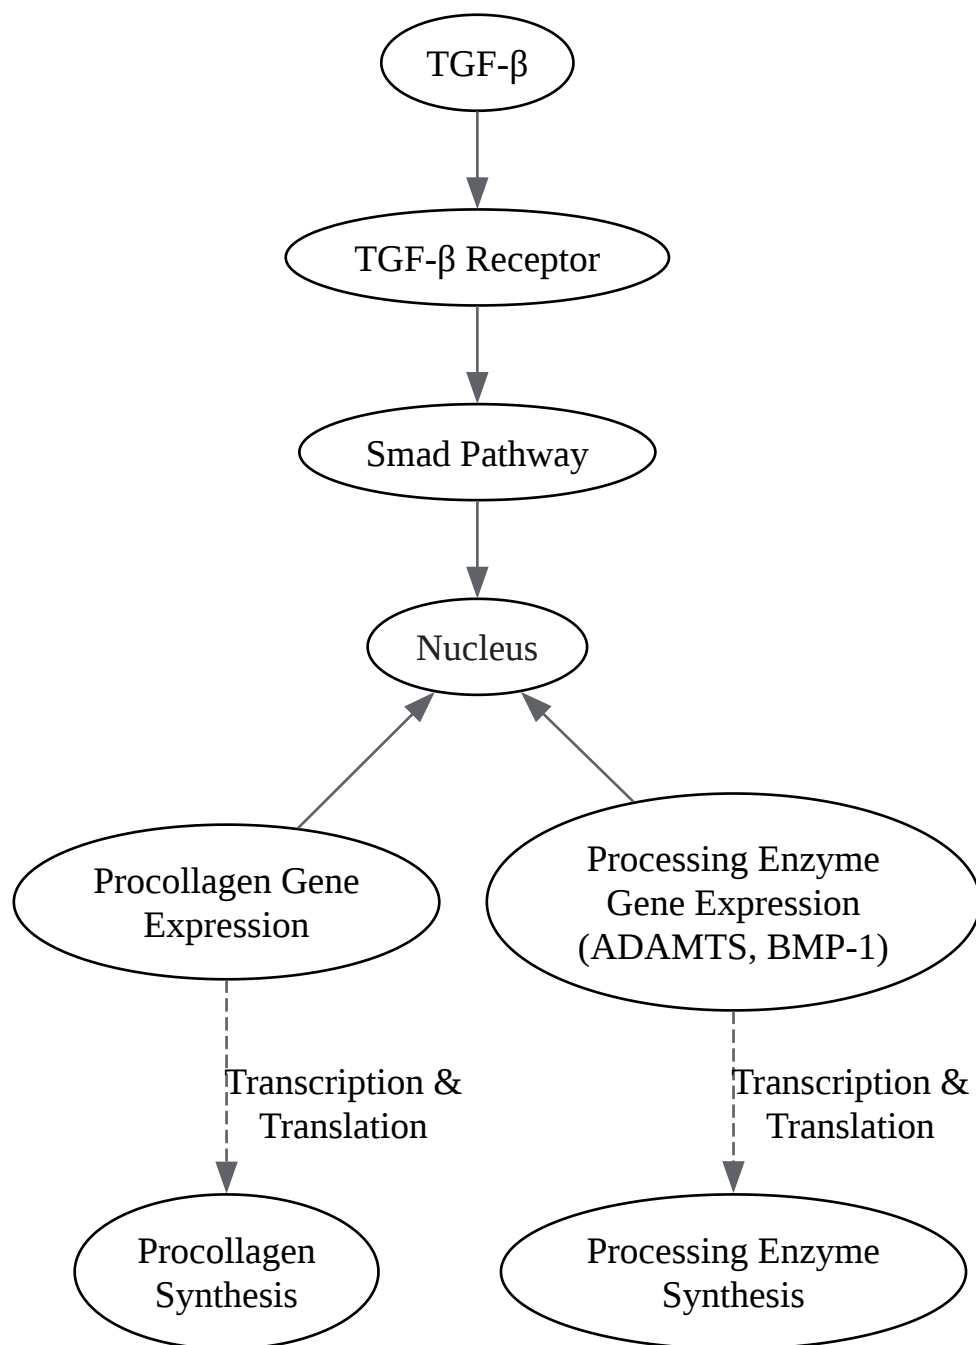 TGF-β
TGF-β Receptor
Smad Pathway
Nucleus
Procollagen Gene
Expression
Processing Enzyme
Gene Expression
(ADAMTS, BMP-1)
Transcription &
Translation
Transcription &
Translation
Procollagen
Synthesis
Processing Enzyme
Synthesis